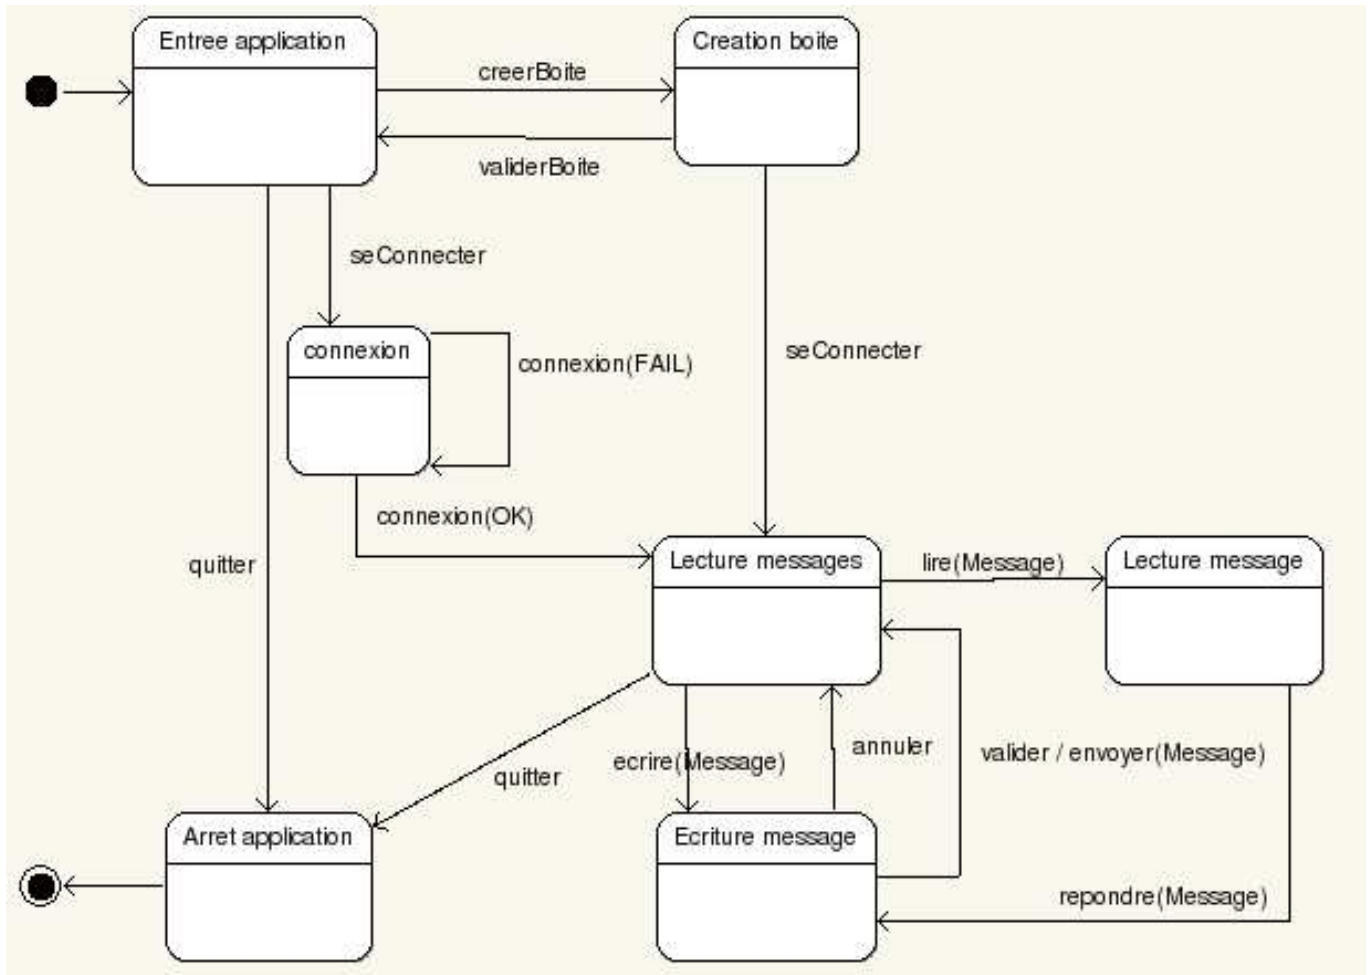 Entree application
Creation boite
creerBoite
validerBoite
seConnecter
connexion
connexion(FAIL)
seConnecter
connexion(OK)
quitter
Lecture messages
lire(Message)
Lecture message
annuler
valider / envoyer(Message)
ecrire(Message)
quitter
Arret application
Ecriture message
repondre(Message)